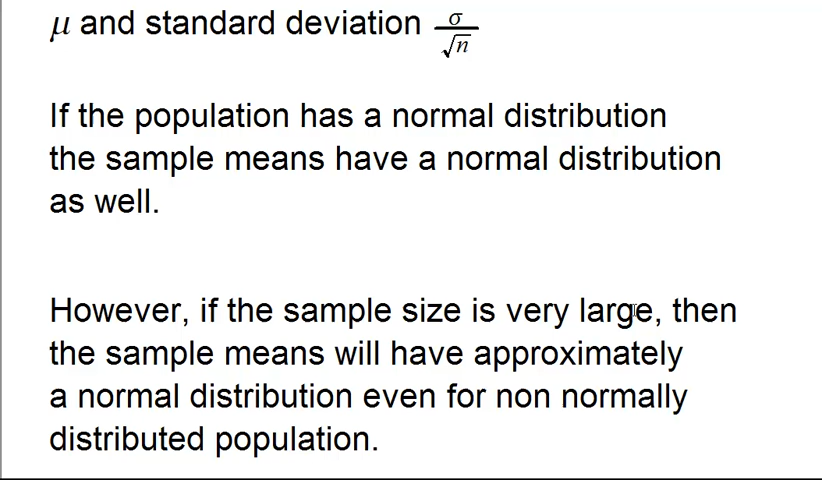 μ and standard deviation σ/√n
If the population has a normal distribution
the sample means have a normal distribution
as well.
However, if the sample size is very large, then
the sample means will have approximately
a normal distribution even for non normally
distributed population.